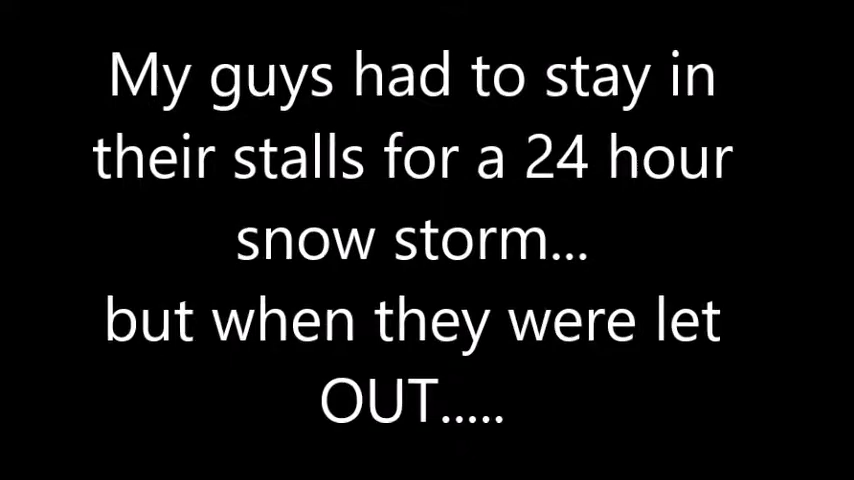 My guys had to stay in
their stalls for a 24 hour
snow storm...
but when they were let
OUT.....